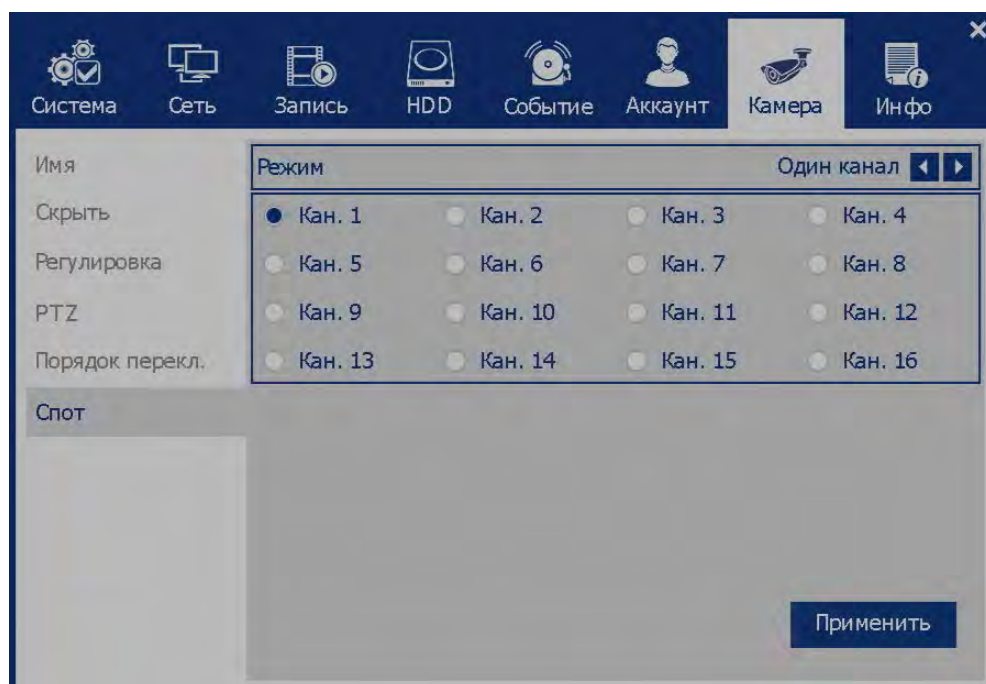 Система Сеть Запись HDD Событие Аккаунт Камера Инфо
Имя
Режим Один канал
Скрыть
Кан. 1 Кан. 2 Кан. 3 Кан. 4
Регулировка
Кан. 5 Кан. 6 Кан. 7 Кан. 8
PTZ
Кан. 9 Кан. 10 Кан. 11 Кан. 12
Порядок перекл.
Кан. 13 Кан. 14 Кан. 15 Кан. 16
Спот
Применить